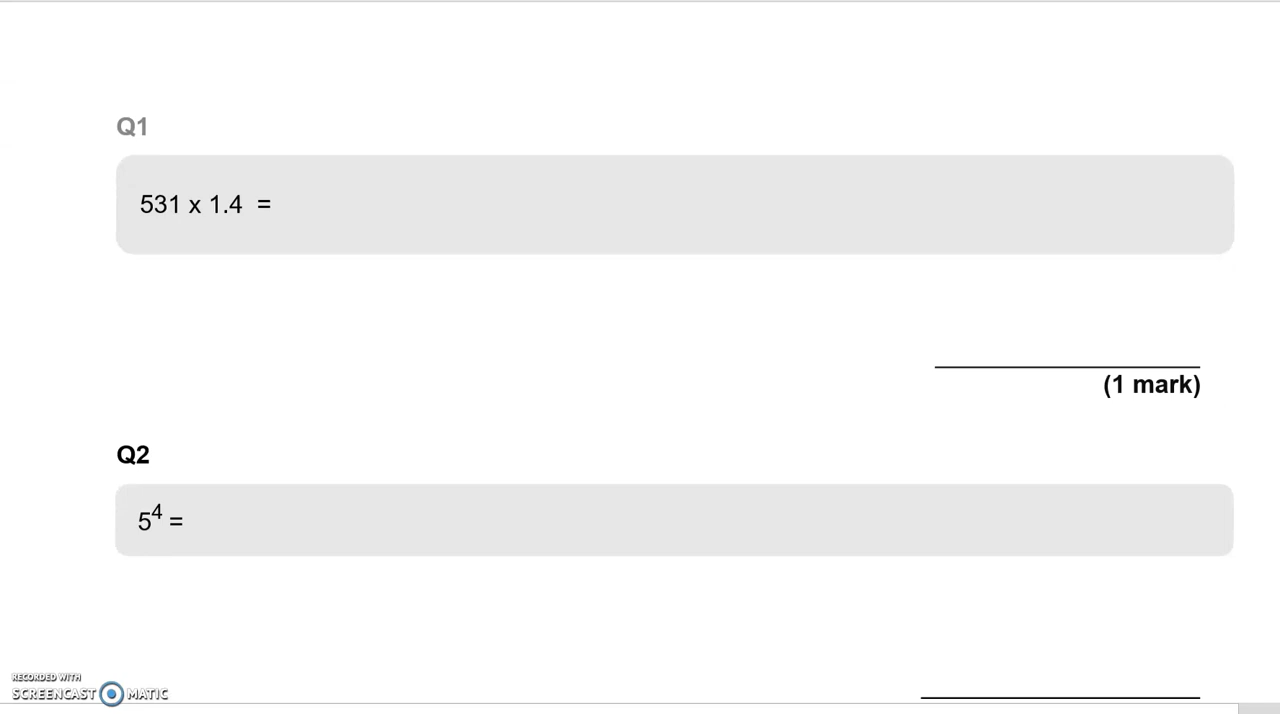 Q1
531 x 1.4 =
(1 mark)
Q2
5⁴ =
RECORDED WITH
SCREENCAST MATIC